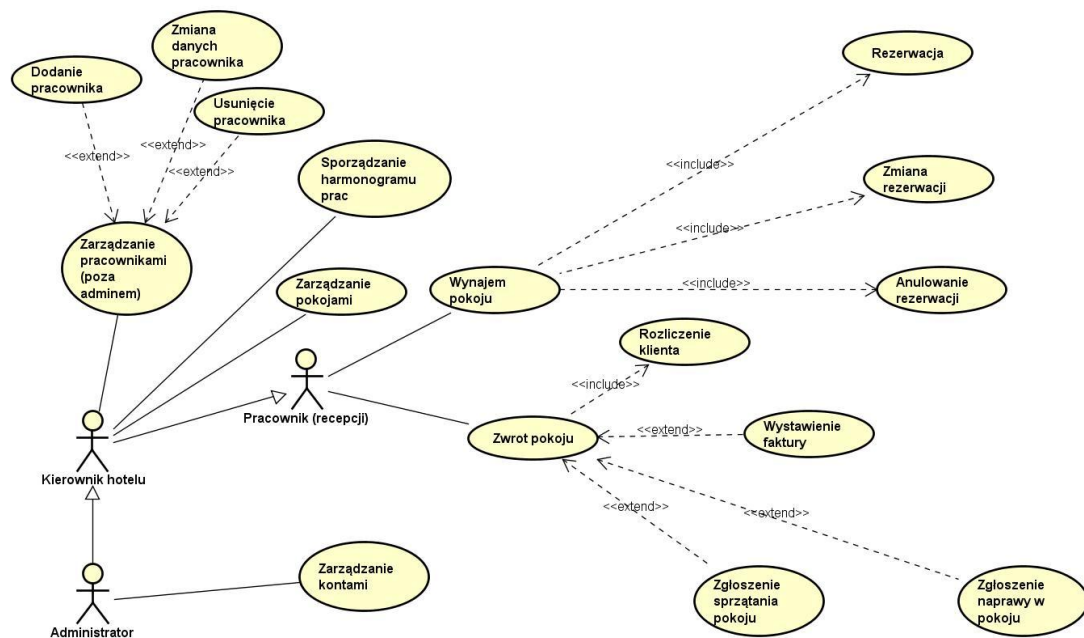 Zmiana
danych
pracownika
Dodanie
pracownika
Usunięcie
pracownika
<<extend>>
<<extend>>
<<extend>>
Rezerwacja
Sporządzanie
harmonogramu
prac
<<include>>
Zmiana
rezerwacji
<<include>>
Zarządzanie
pracownikami
(poza
adminem)
Zarządzanie
pokojami
Wynajem
pokoju
<<include>>
Anulowanie
rezerwacji
Rozliczenie
klienta
<<include>>
Pracownik (recepcji)
Zwrot pokoju
<<extend>>
Wystawienie
faktury
Kierownik hotelu
<<extend>>
<<extend>>
Zarządzanie
kontami
Zgłoszenie
sprzątania
pokoju
Zgłoszenie
naprawy w
pokoju
Administrator